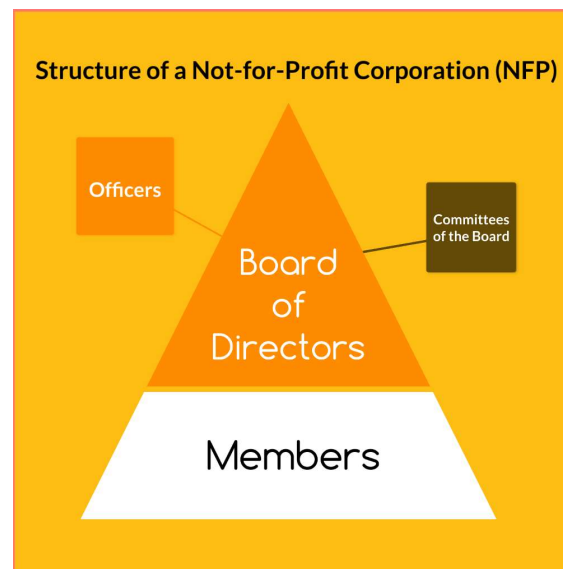 Structure of a Not-for-Profit Corporation (NFP)
Officers
Committees
of the Board
Board
of
Directors
Members